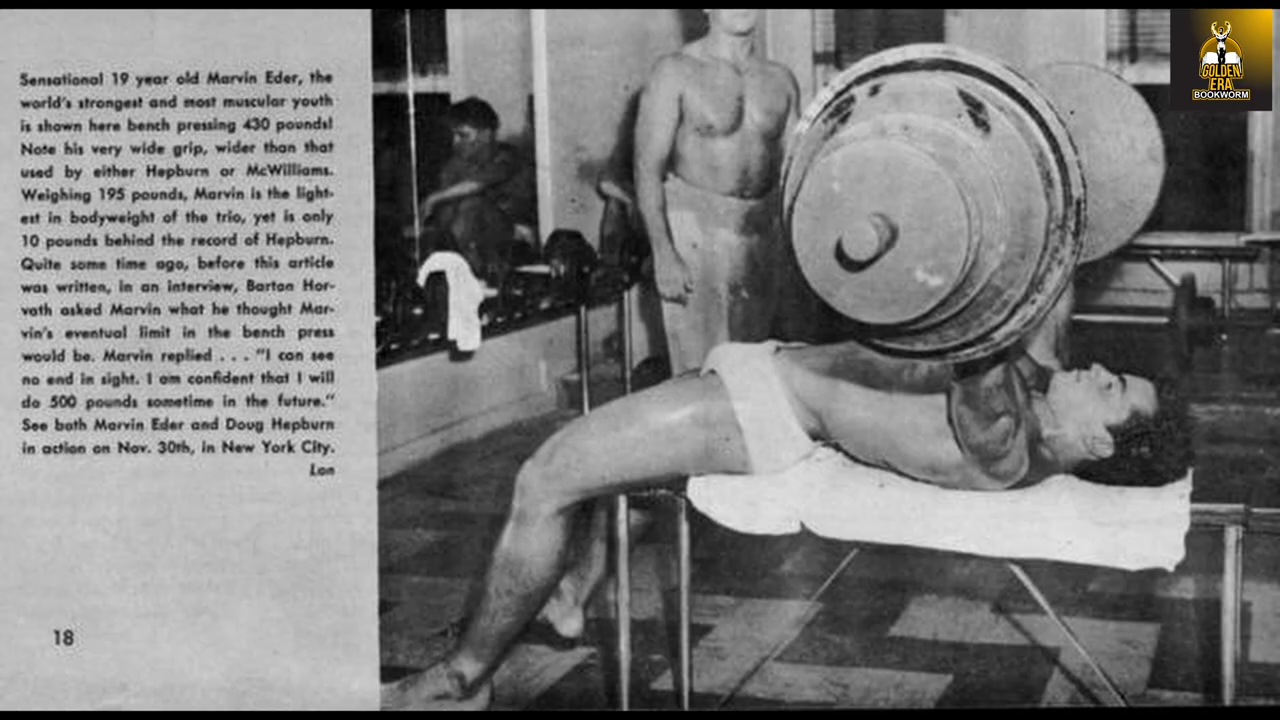 Sensational 19 year old Marvin Eder, the
world's strongest and most muscular youth
is shown here bench pressing 430 pounds!
Note his very wide grip, wider than that
used by either Hepburn or McWilliams.
Weighing 195 pounds, Marvin is the light-
est in bodyweight of the trio, yet is only
10 pounds behind the record of Hepburn.
Quite some time ago, before this article
was written, in an interview, Barton Hor-
vath asked Marvin what he thought Mar-
vin's eventual limit in the bench press
would be. Marvin replied . . . "I can see
no end in sight. I am confident that I will
do 500 pounds sometime in the future."
See both Marvin Eder and Doug Hepburn
in action on Nov. 30th, in New York City.
Lon
18
GOLDEN
ERA
BOOKWORM